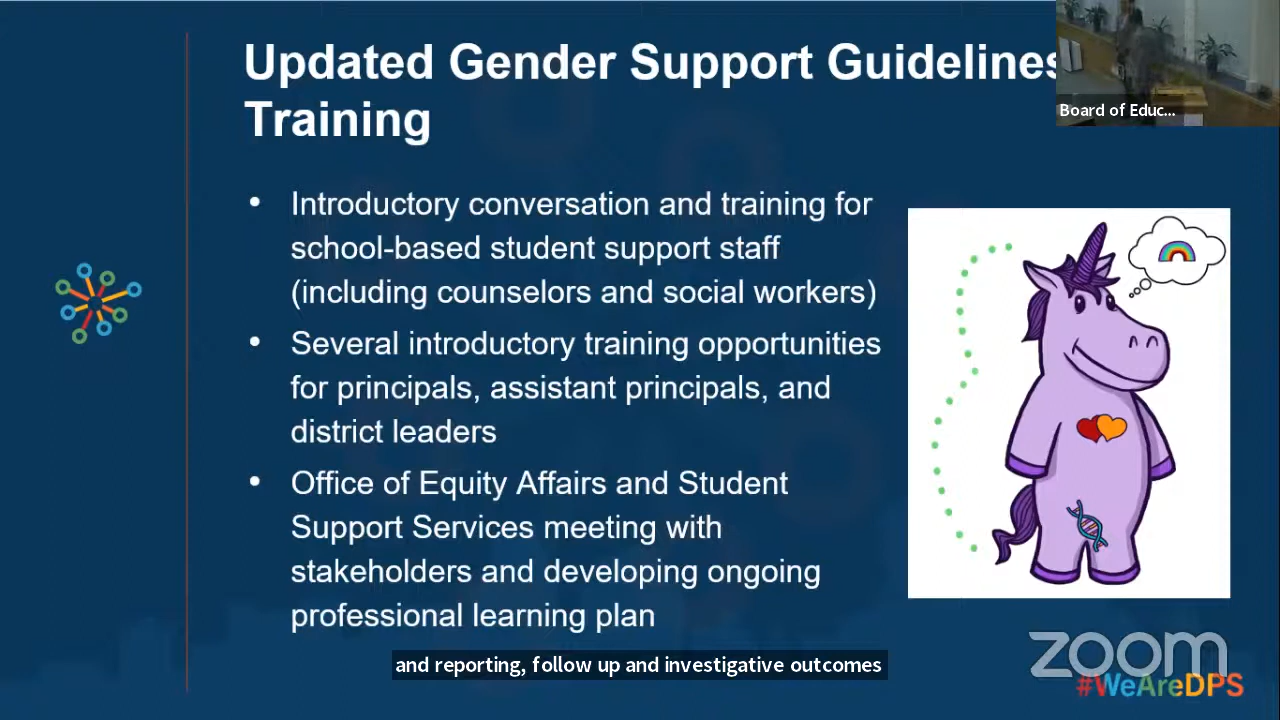 Updated Gender Support Guidelines
Training
Board of Educ...
• Introductory conversation and training for
school-based student support staff
(including counselors and social workers)
• Several introductory training opportunities
for principals, assistant principals, and
district leaders
• Office of Equity Affairs and Student
Support Services meeting with
stakeholders and developing ongoing
professional learning plan
and reporting, follow up and investigative outcomes
zoom
#WeAreDPS